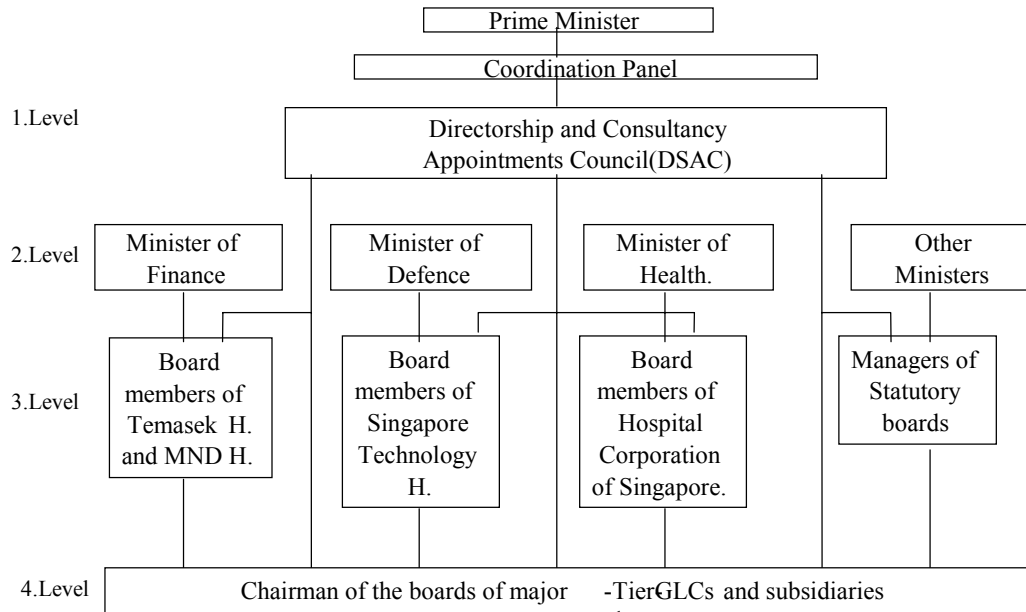 Prime Minister
Coordination Panel
1.Level
Directorship and Consultancy
Appointments Council(DSAC)
2.Level
Minister of
Finance
Minister of
Defence
Minister of
Health.
Other
Ministers
3.Level
Board
members of
Temasek H.
and MND H.
Board
members of
Singapore
Technology
H.
Board
members of
Hospital
Corporation
of Singapore.
Managers of
Statutory
boards
4.Level
Chairman of the boards of major -TierGLCs and subsidiaries